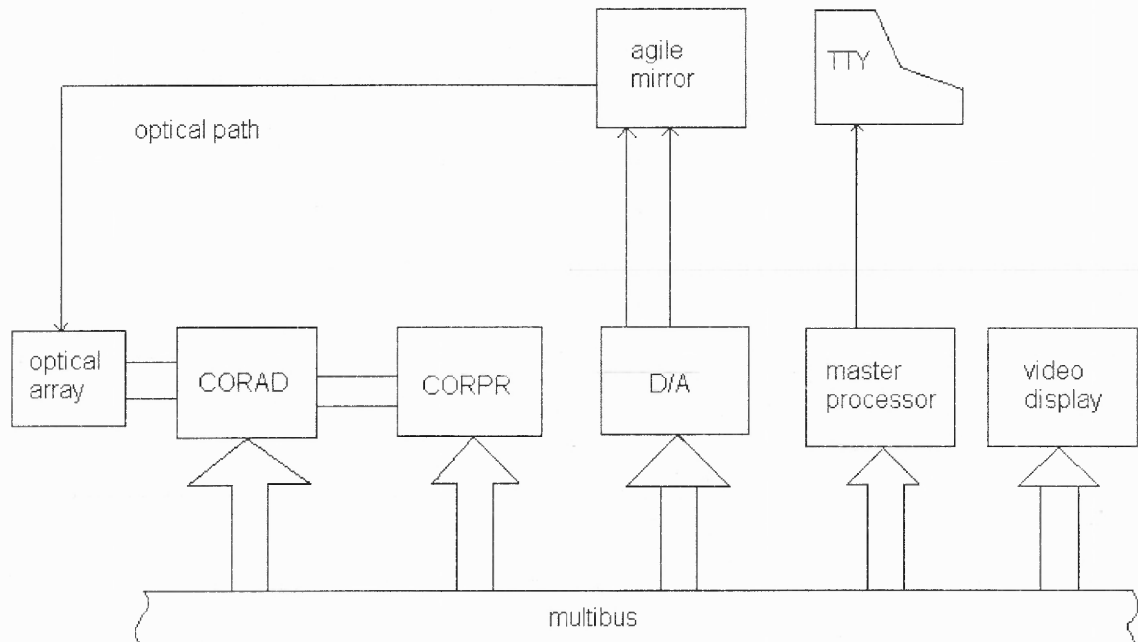 agile
mirror
TTY
optical path
optical
array
CORAD
CORPR
D/A
master
processor
video
display
multibus